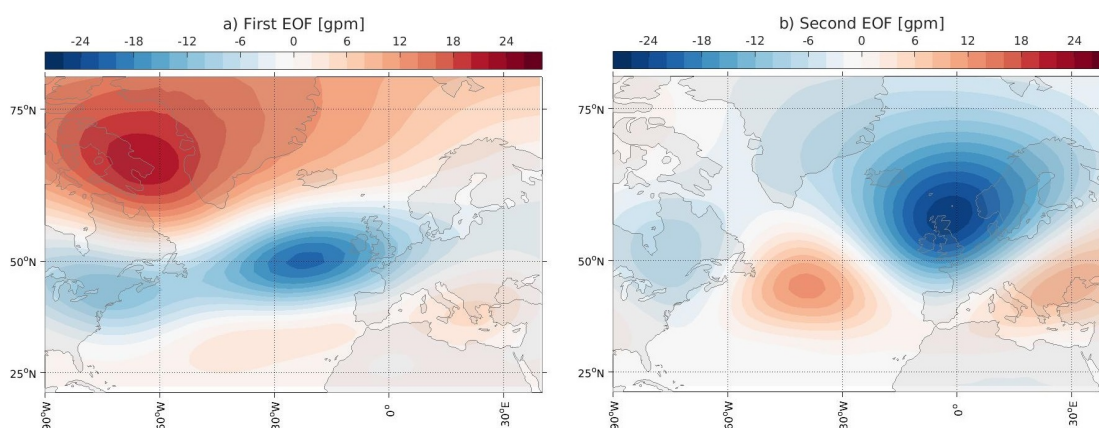 a) First EOF [gpm]
-24 -18 -12 -6 0 6 12 18 24
75°N
50°N
25°N
90°W 60°W 30°W 0° 30°E
b) Second EOF [gpm]
-24 -18 -12 -6 0 6 12 18 24
75°N
50°N
25°N
90°W 60°W 30°W 0° 30°E